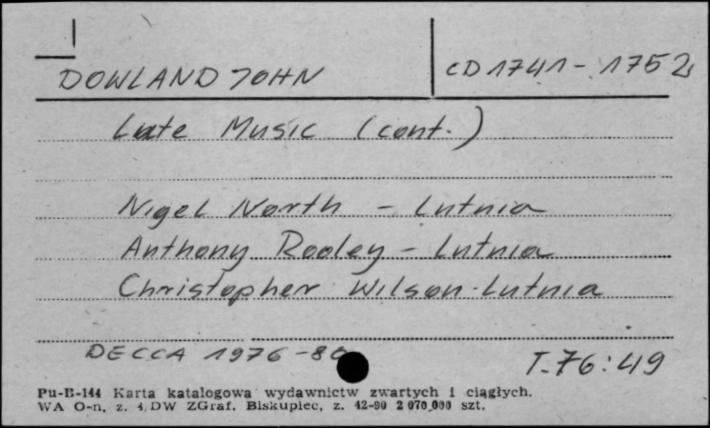 DOWLAND JOHN CD 1741-1752
Lute Music (cont.)
Nigel North - Lutnia
Anthony Rooley - Lutnia
Christopher Wilson - Lutnia
DECCA 1976-80 T. 76:49
Pu-B-144 Karta katalogowa wydawnictw zwartych i ciągłych.
WA O-n, z. 4, DW ZGraf. Biskupiec, z. 42-90 2 070 000 szt.